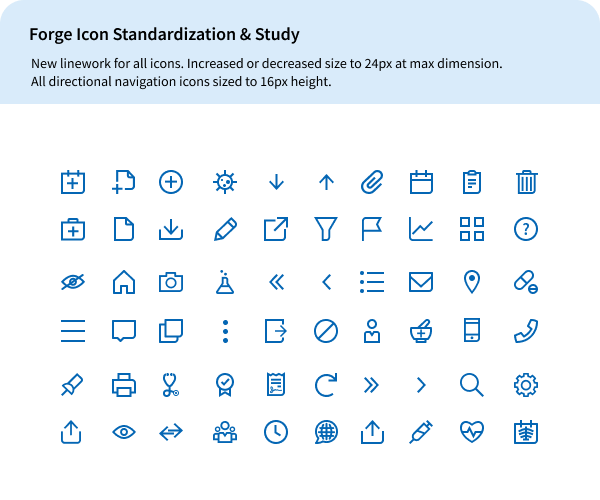 Forge Icon Standardization & Study
New linework for all icons. Increased or decreased size to 24px at max dimension.
All directional navigation icons sized to 16px height.